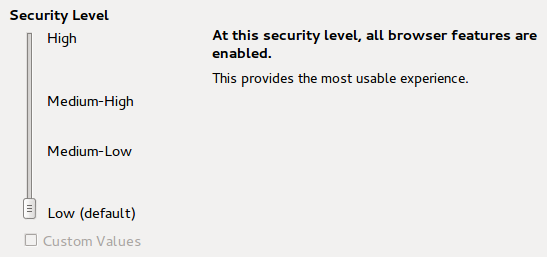 Security Level
High
At this security level, all browser features are
enabled.
This provides the most usable experience.
Medium-High
Medium-Low
Low (default)
Custom Values